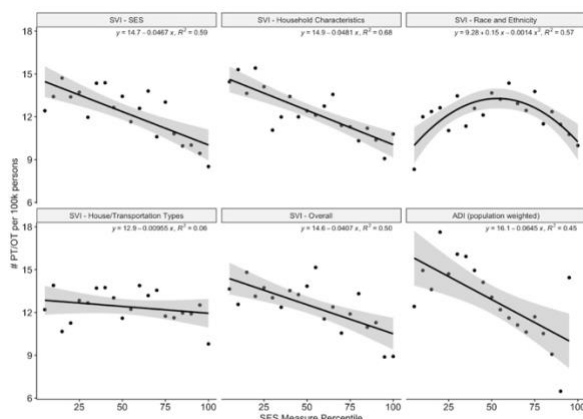 SVI - SES
SVI - Household Characteristics
SVI - Race and Ethnicity
y = 14.7 – 0.0467 x, R² = 0.59
y = 14.9 – 0.0481 x, R² = 0.68
y = 9.28 + 0.15 x – 0.0014 x², R² = 0.57
18
15
12
9
6
# PT/OT per 100k persons
SVI - House/Transportation Types
SVI - Overall
ADI (population weighted)
y = 12.9 – 0.00955 x, R² = 0.06
y = 14.6 – 0.0407 x, R² = 0.50
y = 16.1 – 0.0645 x, R² = 0.45
18
15
12
9
6
25 50 75 100 25 50 75 100 25 50 75 100
SES Measure Percentile